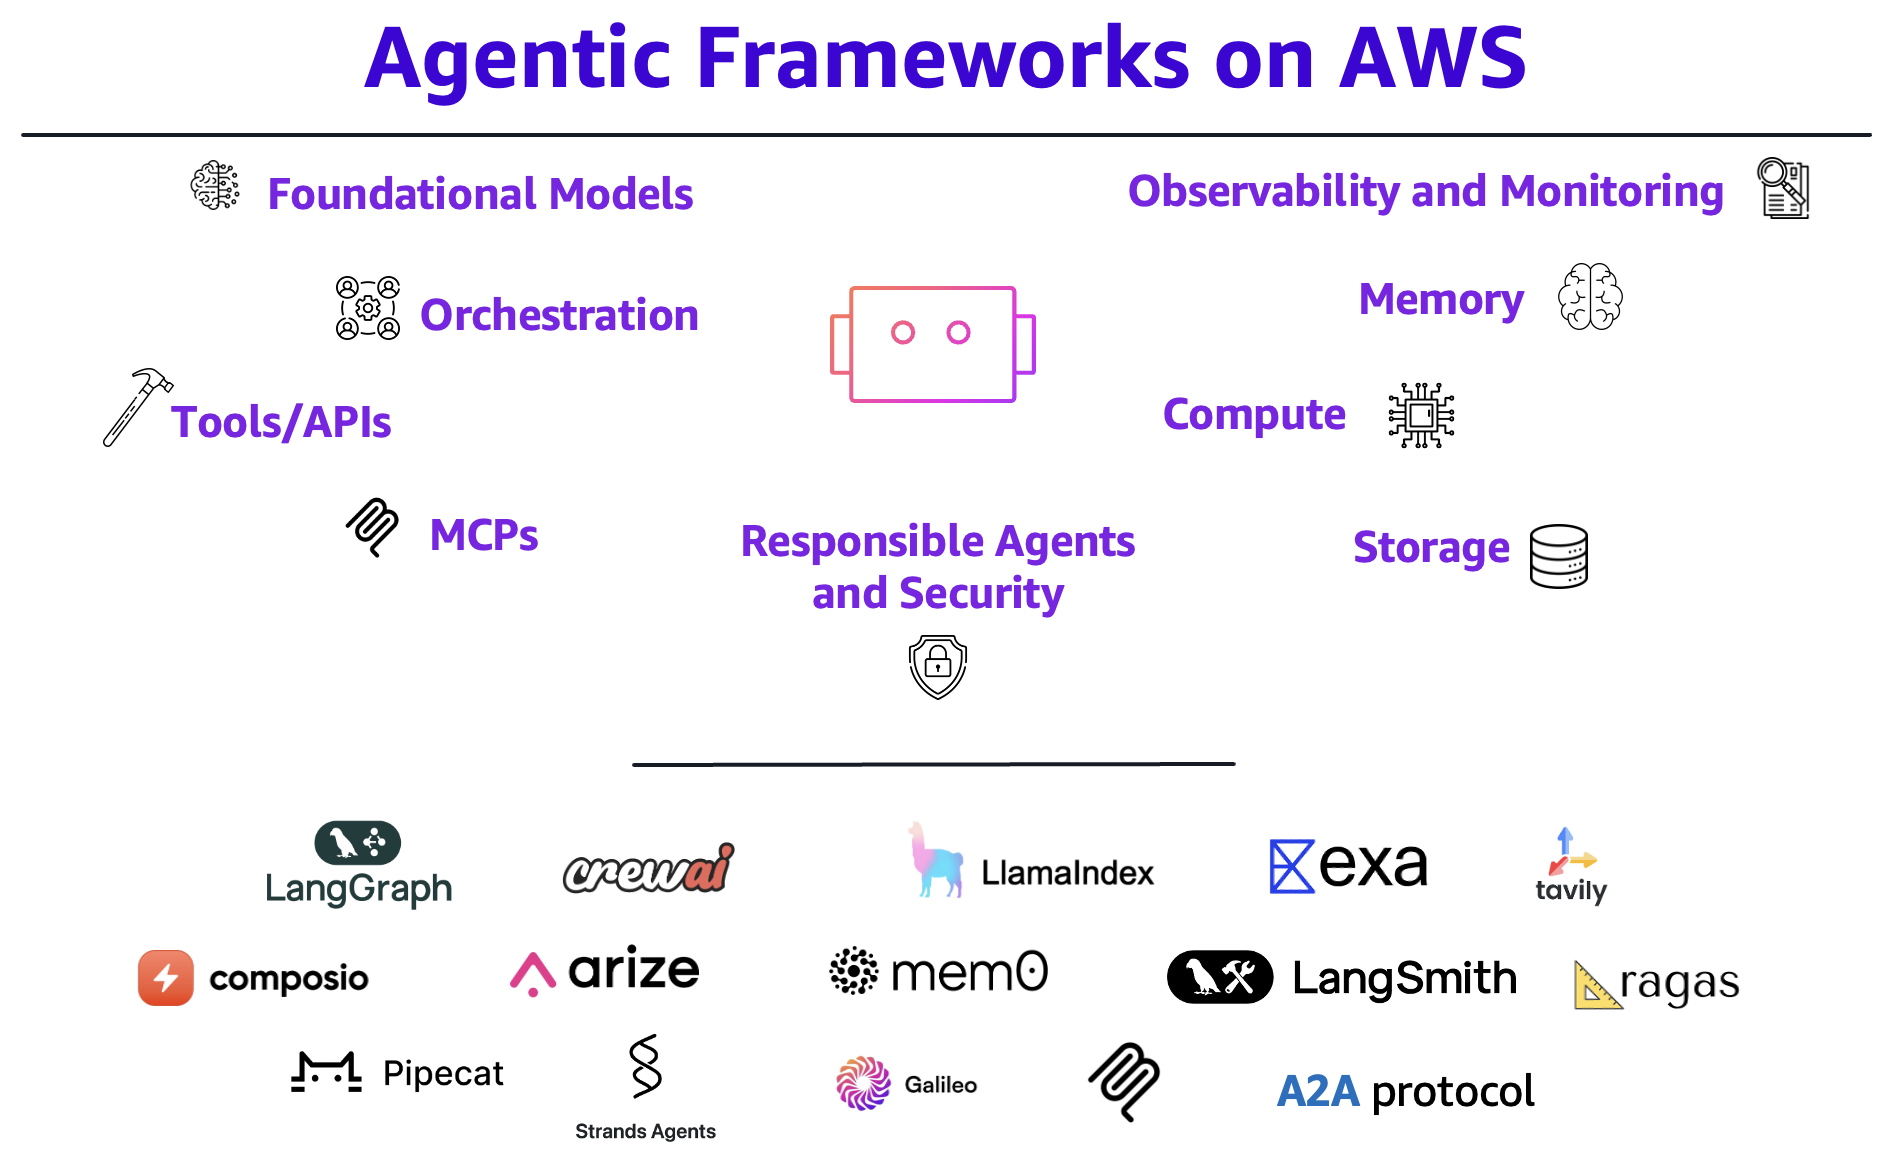 Agentic Frameworks on AWS
Foundational Models
Observability and Monitoring
Orchestration
Memory
Tools/APIs
Compute
MCPs
Responsible Agents
and Security
Storage
LangGraph
crewai
LlamaIndex
exa
tavily
composio
arize
mem0
LangSmith
ragas
Pipecat
Strands Agents
Galileo
A2A protocol